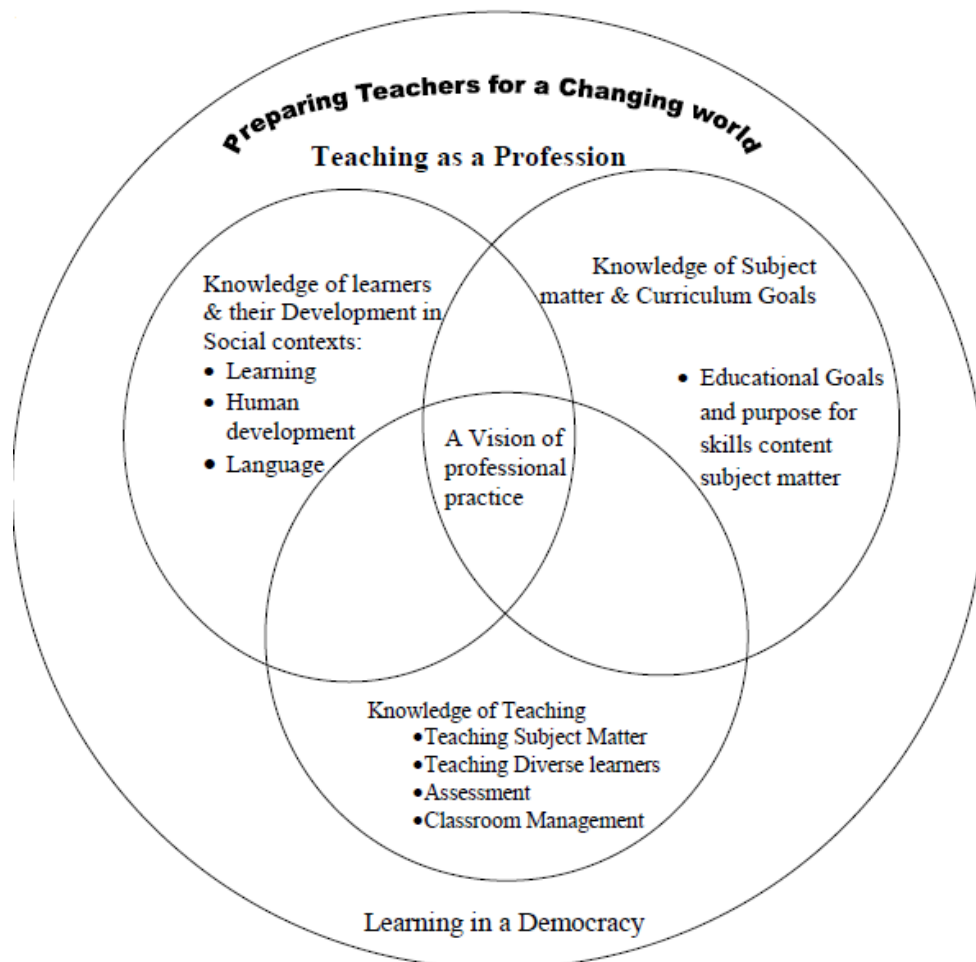 Preparing Teachers for a Changing world
Teaching as a Profession
Knowledge of learners
& their Development in
Social contexts:
• Learning
• Human
development
• Language
Knowledge of Subject
matter & Curriculum Goals
• Educational Goals
and purpose for
skills content
subject matter
A Vision of
professional
practice
Knowledge of Teaching
•Teaching Subject Matter
•Teaching Diverse learners
•Assessment
•Classroom Management
Learning in a Democracy